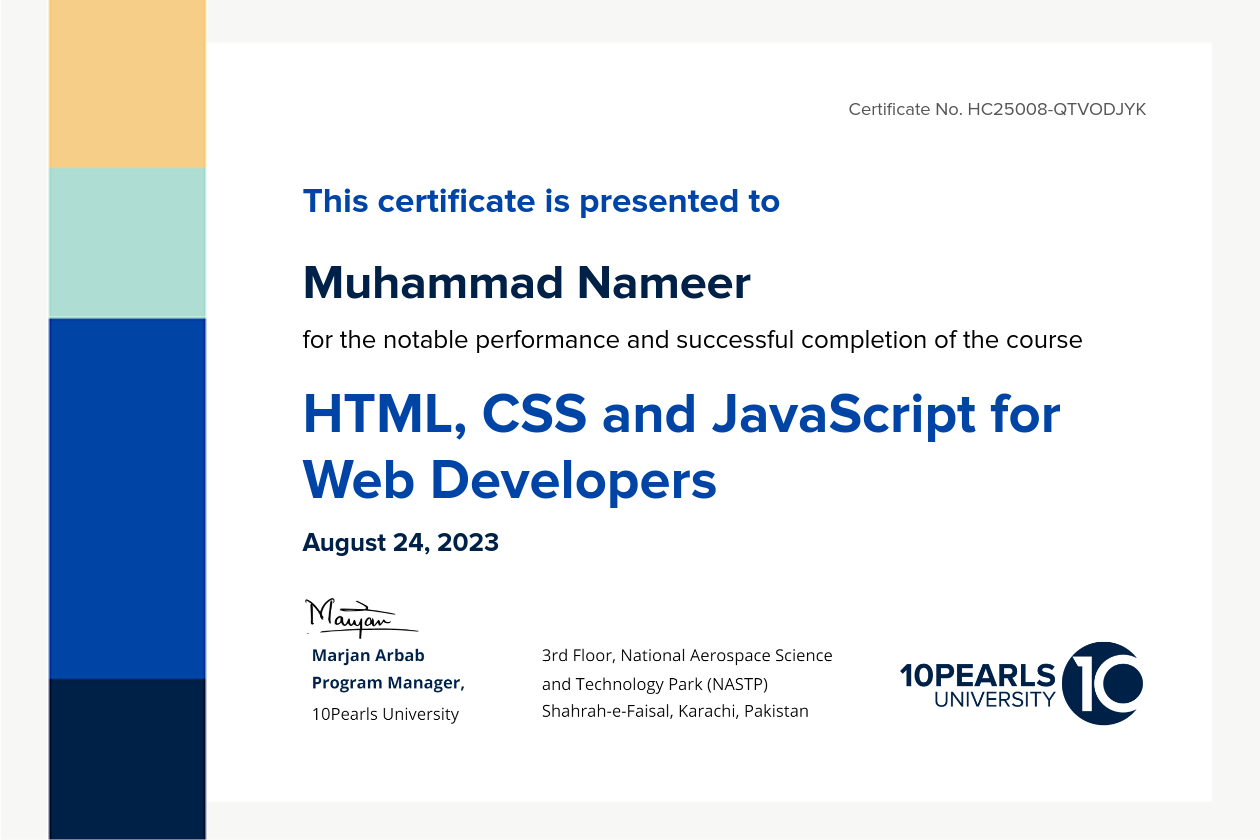 Certificate No. HC25008-QTVODJYK
This certificate is presented to
Muhammad Nameer
for the notable performance and successful completion of the course
HTML, CSS and JavaScript for
Web Developers
August 24, 2023
Marjan
Marjan Arbab
Program Manager,
10Pearls University
3rd Floor, National Aerospace Science
and Technology Park (NASTP)
Shahrah-e-Faisal, Karachi, Pakistan
10PEARLS
UNIVERSITY
10